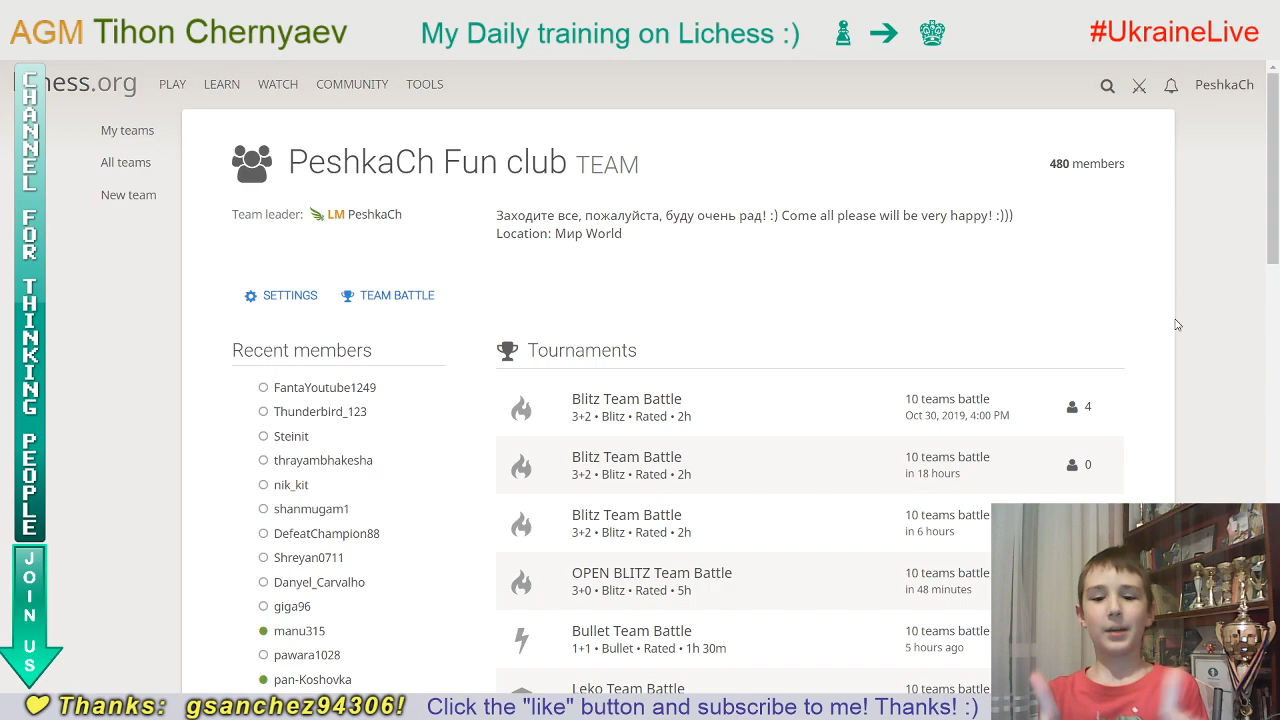 AGM Tihon Chernyaev
My Daily training on Lichess :)
#UkraineLive
CHANNEL FOR THINKING PEOPLE
JOIN US
hess.org
PLAY LEARN WATCH COMMUNITY TOOLS
PeshkaCh
My teams
All teams
New team
PeshkaCh Fun club TEAM
480 members
Team leader: LM PeshkaCh
Заходите все, пожалуйста, буду очень рад! :) Come all please will be very happy! :)))
Location: Мир World
SETTINGS TEAM BATTLE
Recent members
FantaYoutube1249
Thunderbird_123
Steinit
thrayambhakesha
nik_kit
shanmugam1
DefeatChampion88
Shreyan0711
Danyel_Carvalho
giga96
manu315
pawara1028
pan-Koshovka
Tournaments
Blitz Team Battle
3+2 • Blitz • Rated • 2h
10 teams battle
Oct 30, 2019, 4:00 PM
4
Blitz Team Battle
3+2 • Blitz • Rated • 2h
10 teams battle
in 18 hours
0
Blitz Team Battle
3+2 • Blitz • Rated • 2h
10 teams battle
in 6 hours
OPEN BLITZ Team Battle
3+0 • Blitz • Rated • 5h
10 teams battle
in 48 minutes
Bullet Team Battle
1+1 • Bullet • Rated • 1h 30m
10 teams battle
5 hours ago
Leko Team Battle
10 teams battle
Thanks: gsanchez94306!
Click the "like" button and subscribe to me! Thanks! :)